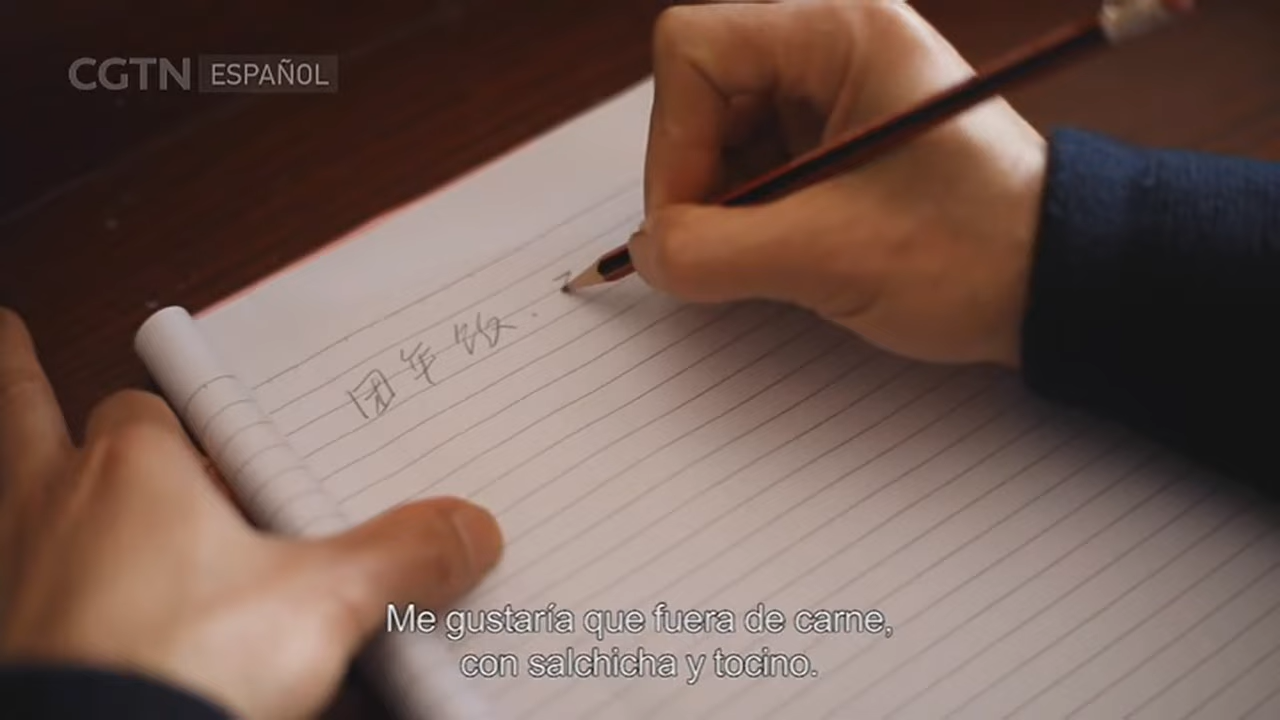 CGTN ESPAÑOL
团年饭.
Me gustaría que fuera de carne,
con salchicha y tocino.